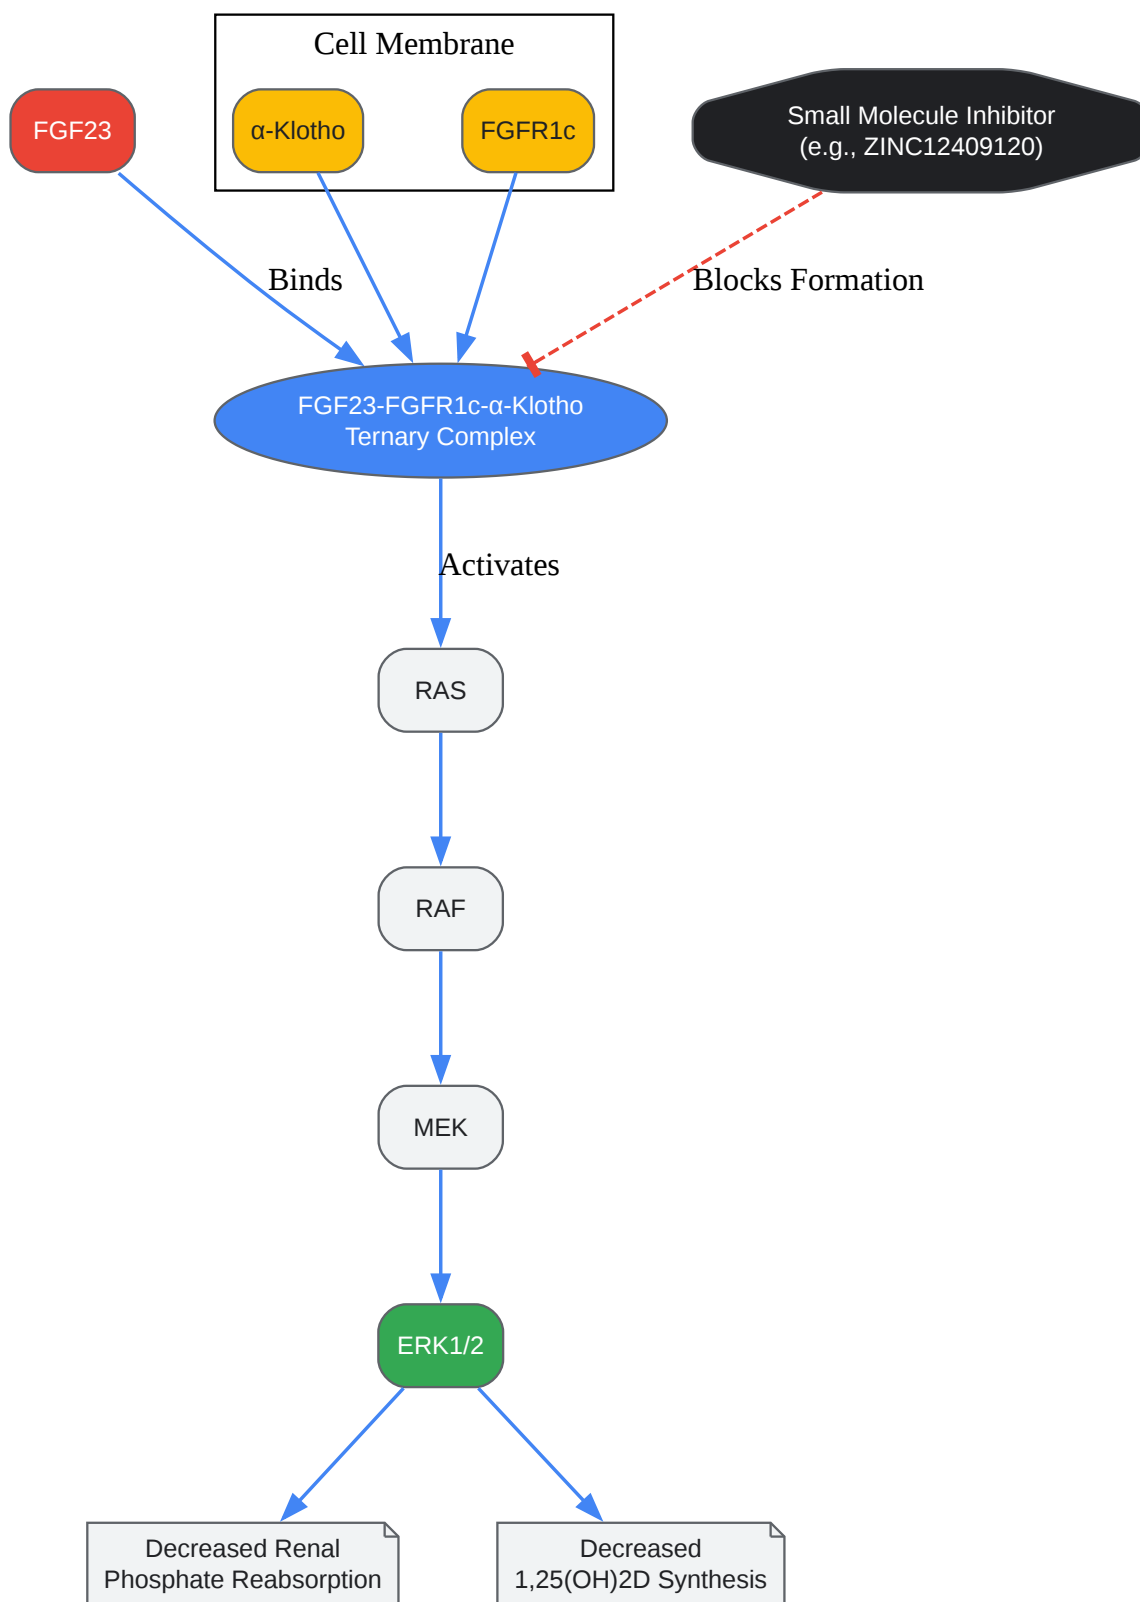 Cell Membrane
FGF23
α-Klotho
FGFR1c
Small Molecule Inhibitor
(e.g., ZINC12409120)
Binds
Blocks Formation
FGF23-FGFR1c-α-Klotho
Ternary Complex
Activates
RAS
RAF
MEK
ERK1/2
Decreased Renal
Phosphate Reabsorption
Decreased
1,25(OH)2D Synthesis